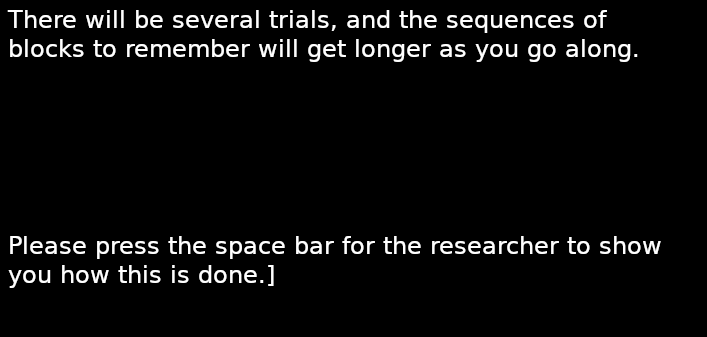 There will be several trials, and the sequences of
blocks to remember will get longer as you go along.
Please press the space bar for the researcher to show
you how this is done.]